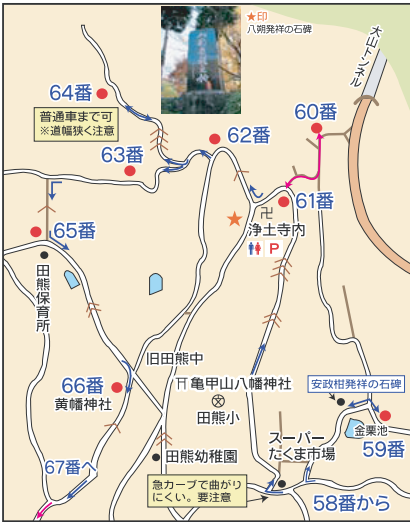 ★印
八朔発祥の石碑
大山トンネル
64番
普通車まで可
※道幅狭く注意
63番
62番
60番
61番
卍
浄土寺内
P
65番
田熊保育所
旧田熊中
66番
黄幡神社
亀甲山八幡神社
文
田熊小
安政柑発祥の石碑
金栗池
59番
スーパー
たくま市場
田熊幼稚園
67番へ
急カーブで曲がり
にくい。要注意
58番から